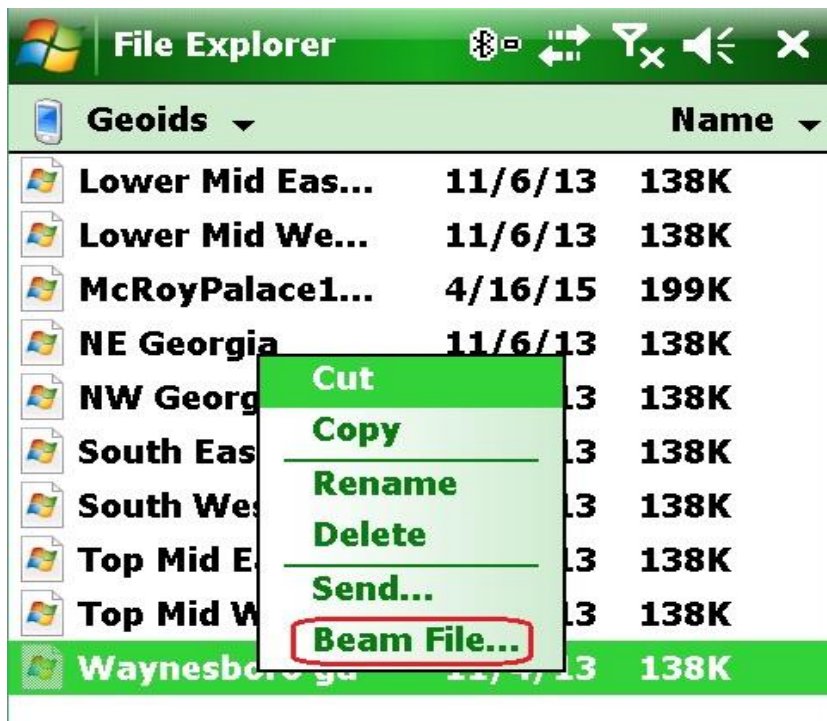 File Explorer
Geoids Name
Lower Mid Eas... 11/6/13 138K
Lower Mid We... 11/6/13 138K
McRoyPalace1... 4/16/15 199K
NE Georgia 11/6/13 138K
Cut
NW Georg 13 138K
Copy
South Eas 13 138K
Rename
South Wes 13 138K
Delete
Top Mid E 13 138K
Send...
Top Mid W 13 138K
Beam File...
138K